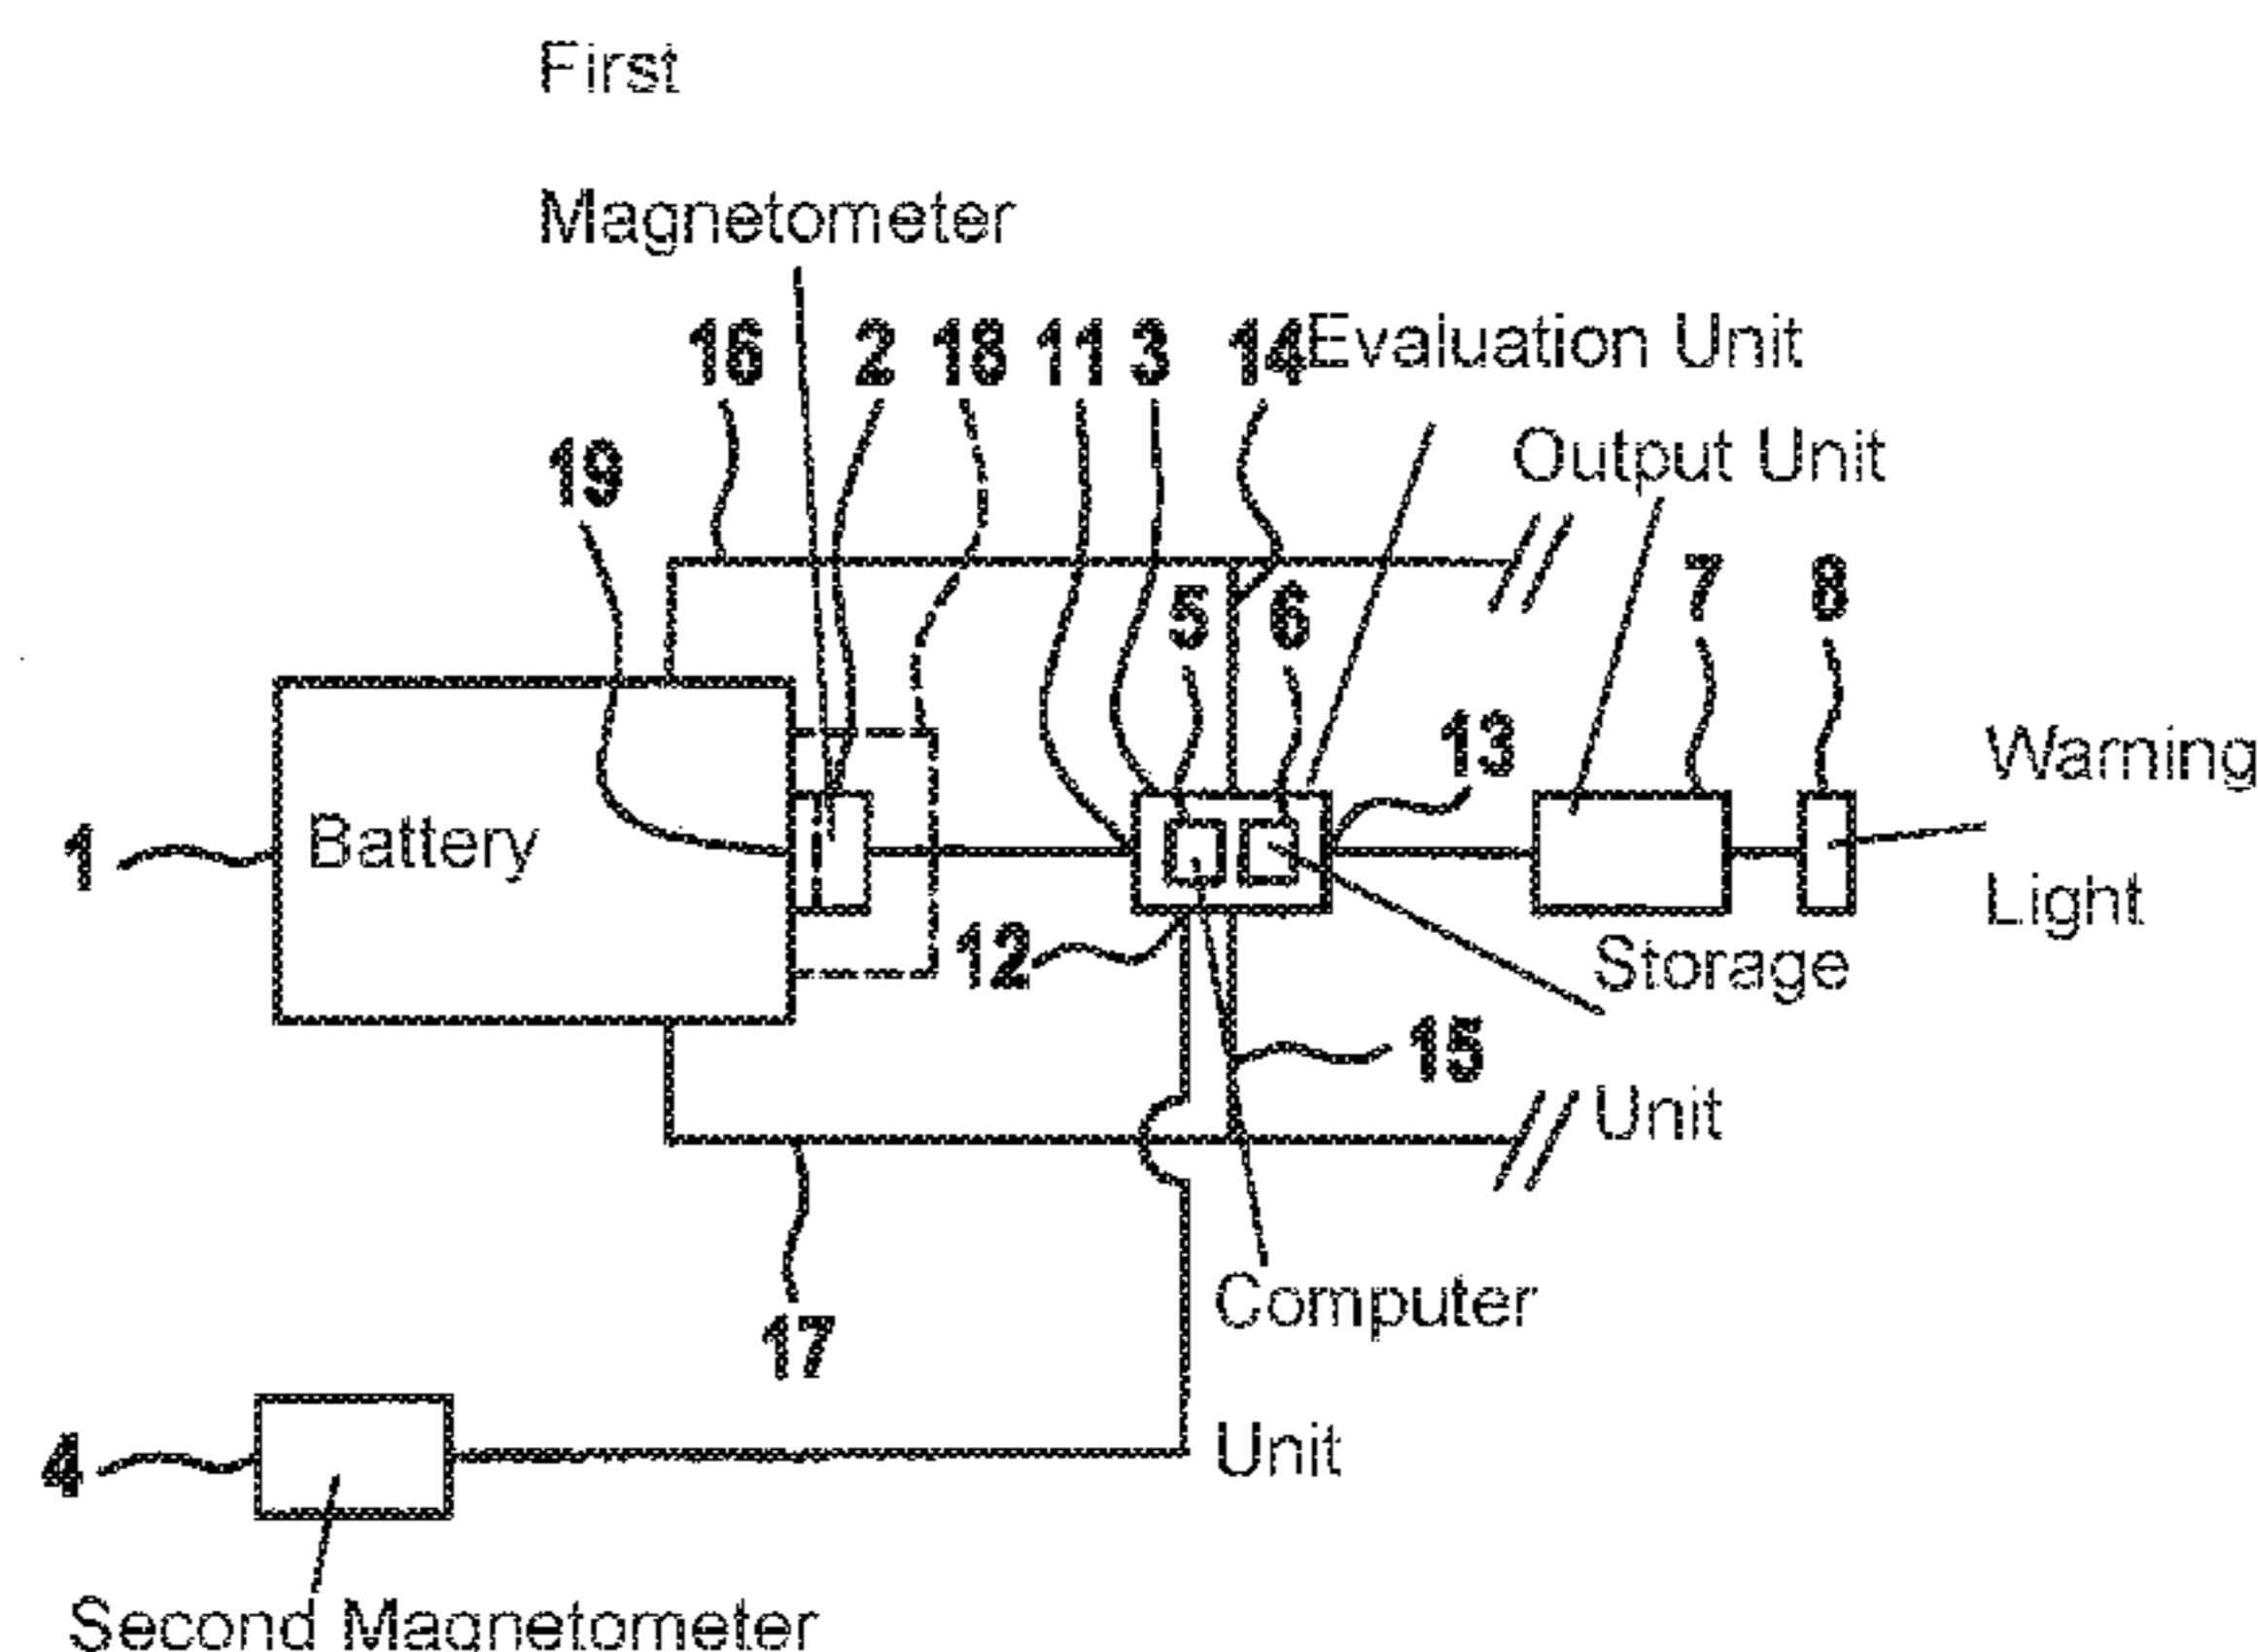 First
Magnetometer
16 2 18 11 3 14 Evaluation Unit
19 Output Unit
5 6 7 8
13 Warning
1 Battery
Light
12 Storage
15 Unit
17 Computer
4 Unit
Second Magnetometer